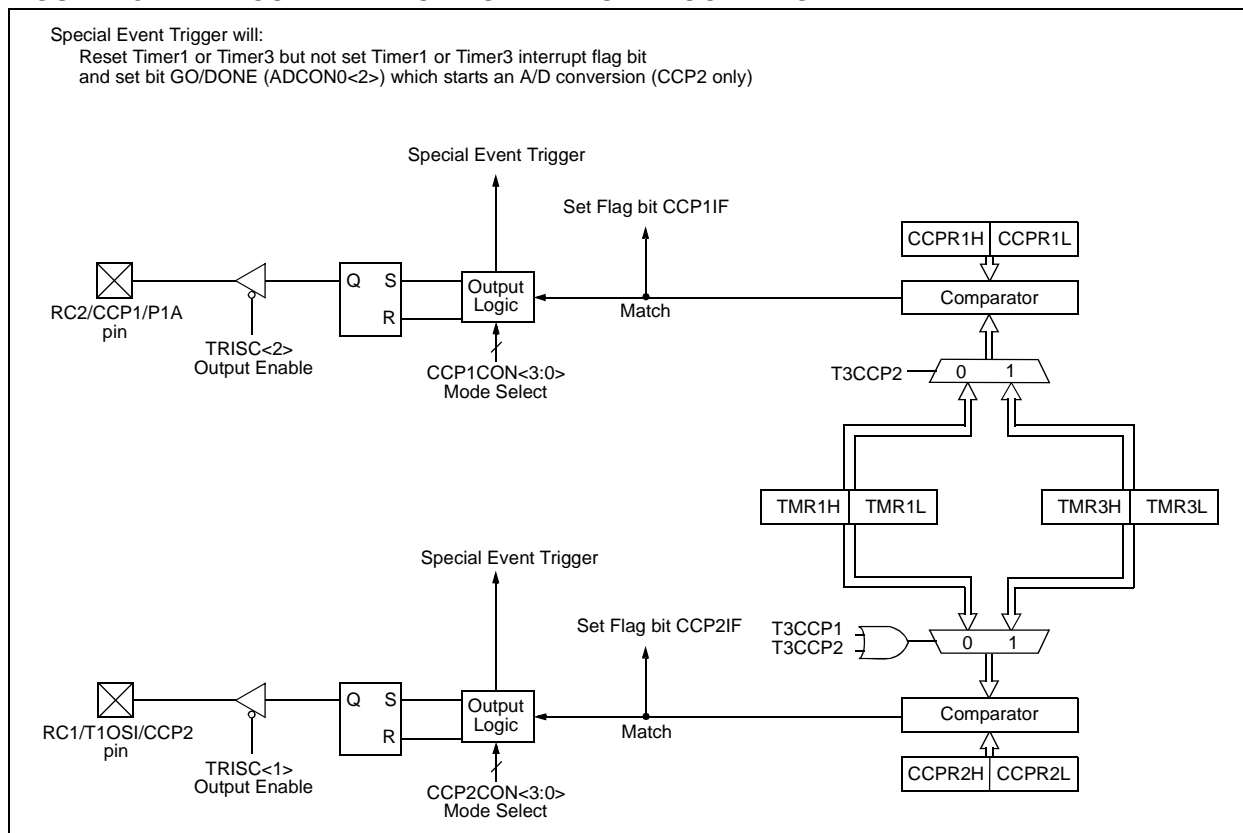 Special Event Trigger will:
Reset Timer1 or Timer3 but not set Timer1 or Timer3 interrupt flag bit
and set bit GO/DONE (ADCON0<2>) which starts an A/D conversion (CCP2 only)
Special Event Trigger
Set Flag bit CCP1IF
CCPR1H CCPR1L
Q S
R
Output
Logic
Comparator
RC2/CCP1/P1A
pin
Match
TRISC<2>
Output Enable
CCP1CON<3:0>
Mode Select
T3CCP2
0 1
TMR1H TMR1L
TMR3H TMR3L
Special Event Trigger
Set Flag bit CCP2IF
T3CCP1
T3CCP2
0 1
Q S
R
Output
Logic
Comparator
RC1/T1OSI/CCP2
pin
Match
TRISC<1>
Output Enable
CCP2CON<3:0>
Mode Select
CCPR2H CCPR2L